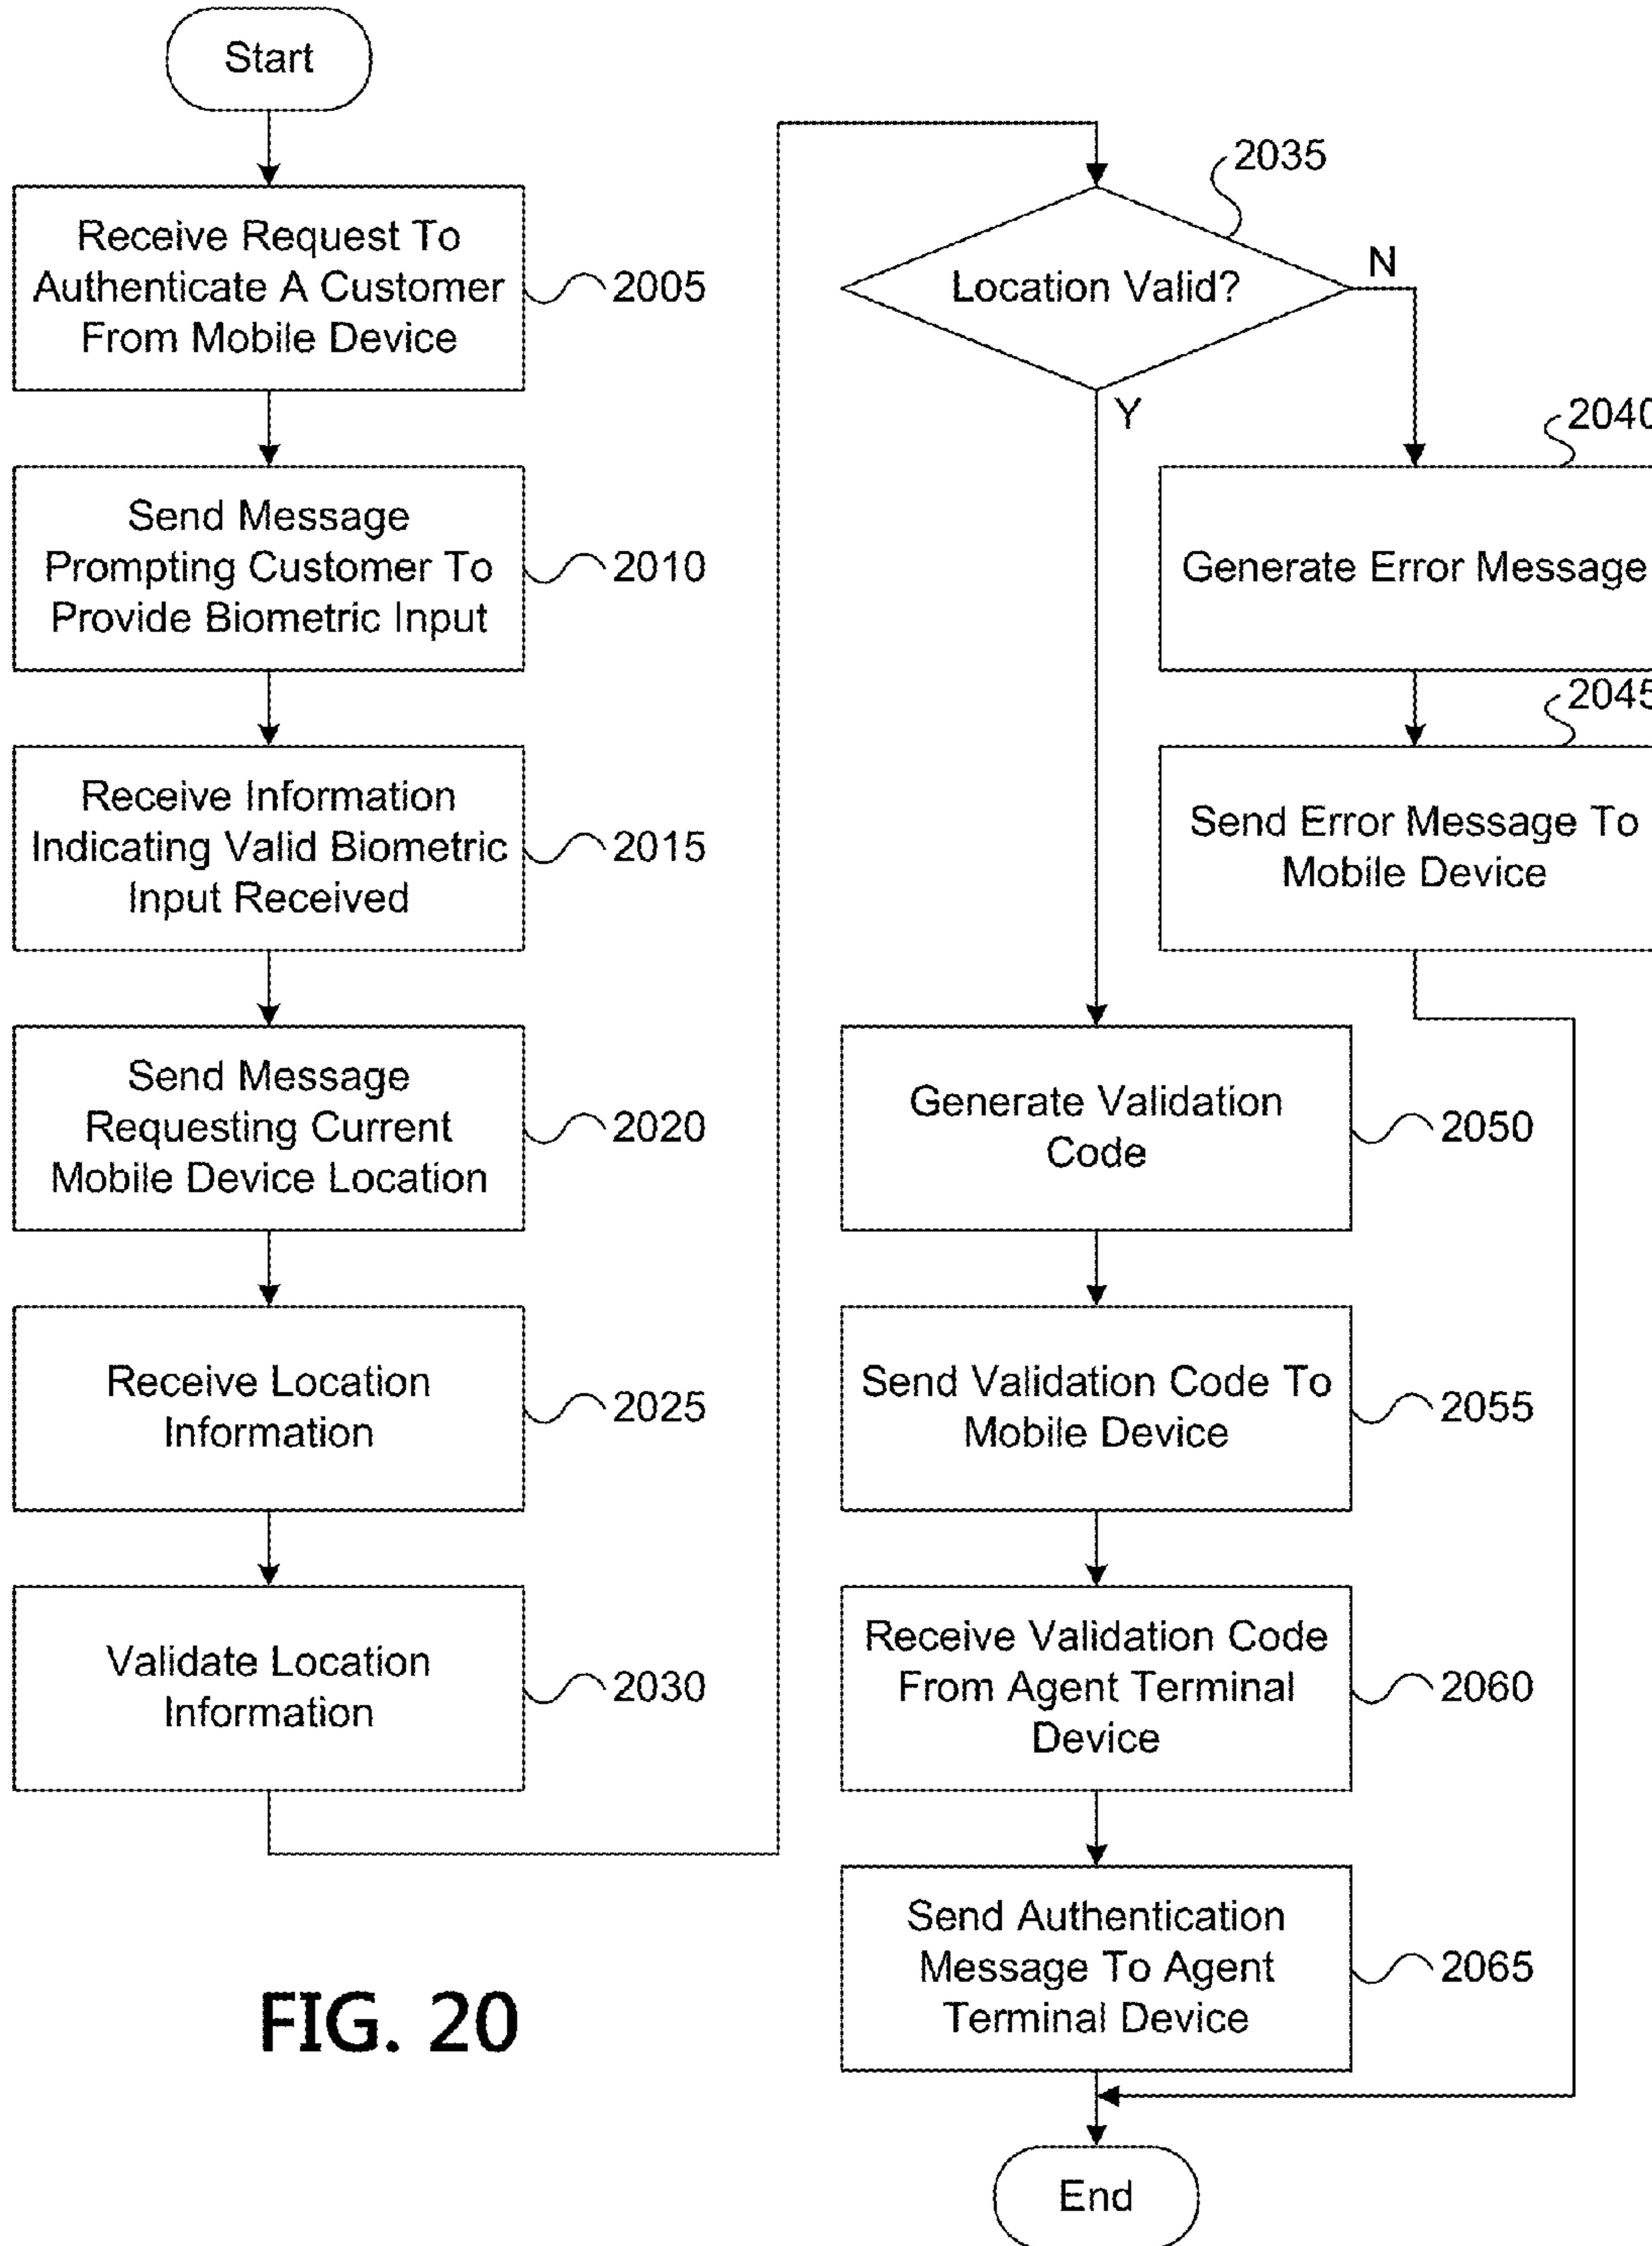 Start
Receive Request To
Authenticate A Customer
From Mobile Device
2005
Send Message
Prompting Customer To
Provide Biometric Input
2010
Receive Information
Indicating Valid Biometric
Input Received
2015
Send Message
Requesting Current
Mobile Device Location
2020
Receive Location
Information
2025
Validate Location
Information
2030
2035
Location Valid?
N
Y
2040
Generate Error Message
2045
Send Error Message To
Mobile Device
Generate Validation
Code
2050
Send Validation Code To
Mobile Device
2055
Receive Validation Code
From Agent Terminal
Device
2060
Send Authentication
Message To Agent
Terminal Device
2065
End
FIG. 20